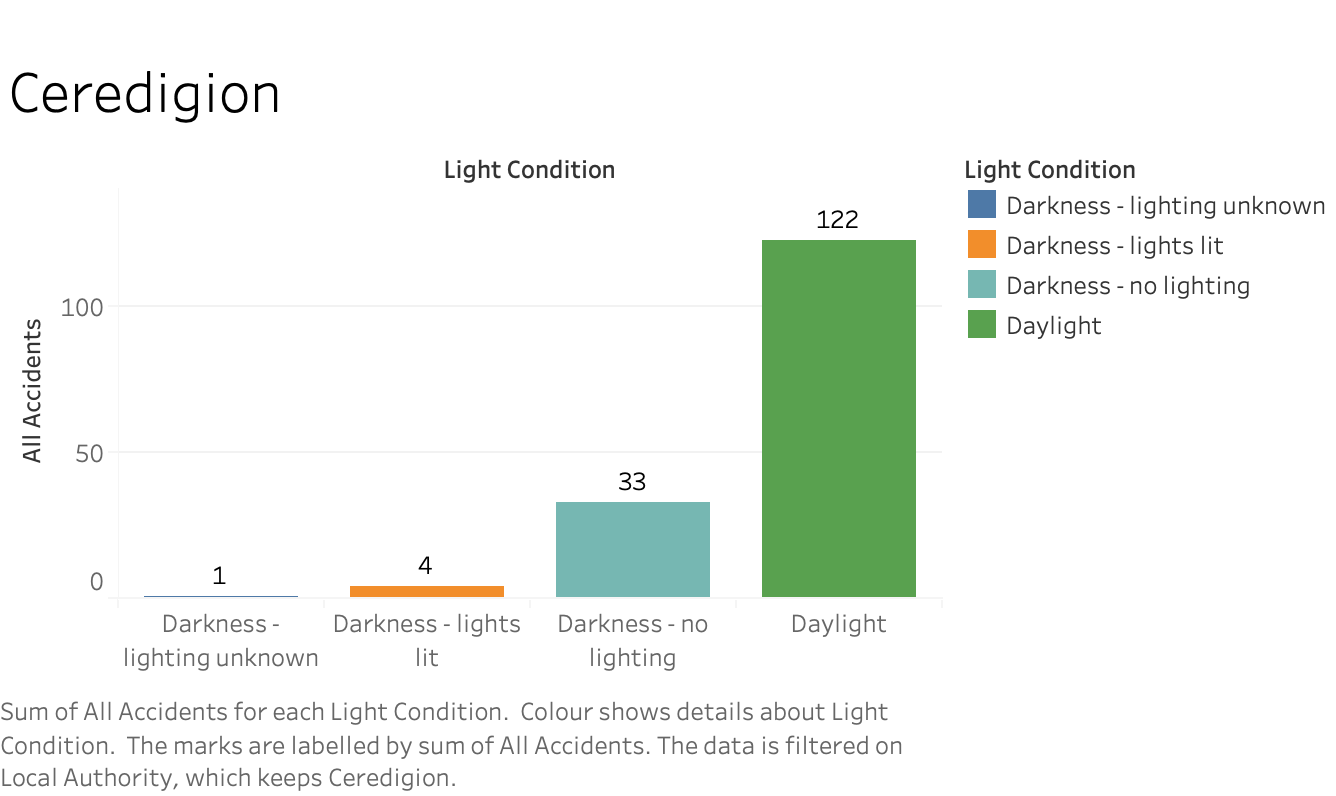 Ceredigion
Light Condition
Light Condition
Darkness - lighting unknown
Darkness - lights lit
Darkness - no lighting
Daylight
122
100
All Accidents
50
33
4
1
0
Darkness -
lighting unknown
Darkness - lights
lit
Darkness - no
lighting
Daylight
Sum of All Accidents for each Light Condition.  Colour shows details about Light
Condition.  The marks are labelled by sum of All Accidents. The data is filtered on
Local Authority, which keeps Ceredigion.